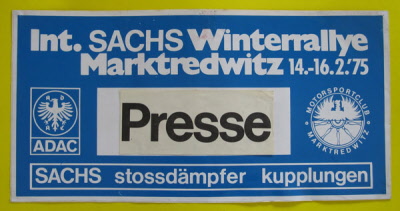 Int. SACHS Winterrallye
Marktredwitz 14.-16.2.'75
ADAC
Presse
MOTORSPORTCLUB
MARKTREDWITZ
SACHS stossdämpfer kupplungen